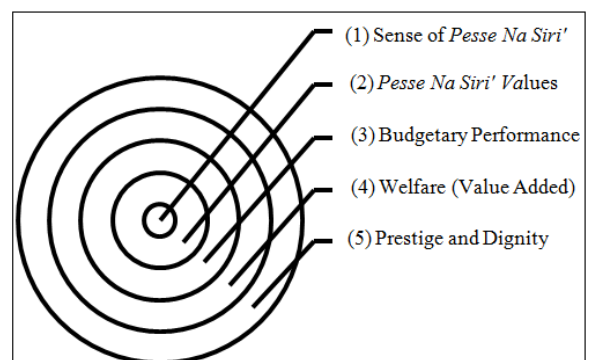 (1) Sense of Pesse Na Siri'
(2) Pesse Na Siri' Values
(3) Budgetary Performance
(4) Welfare (Value Added)
(5) Prestige and Dignity